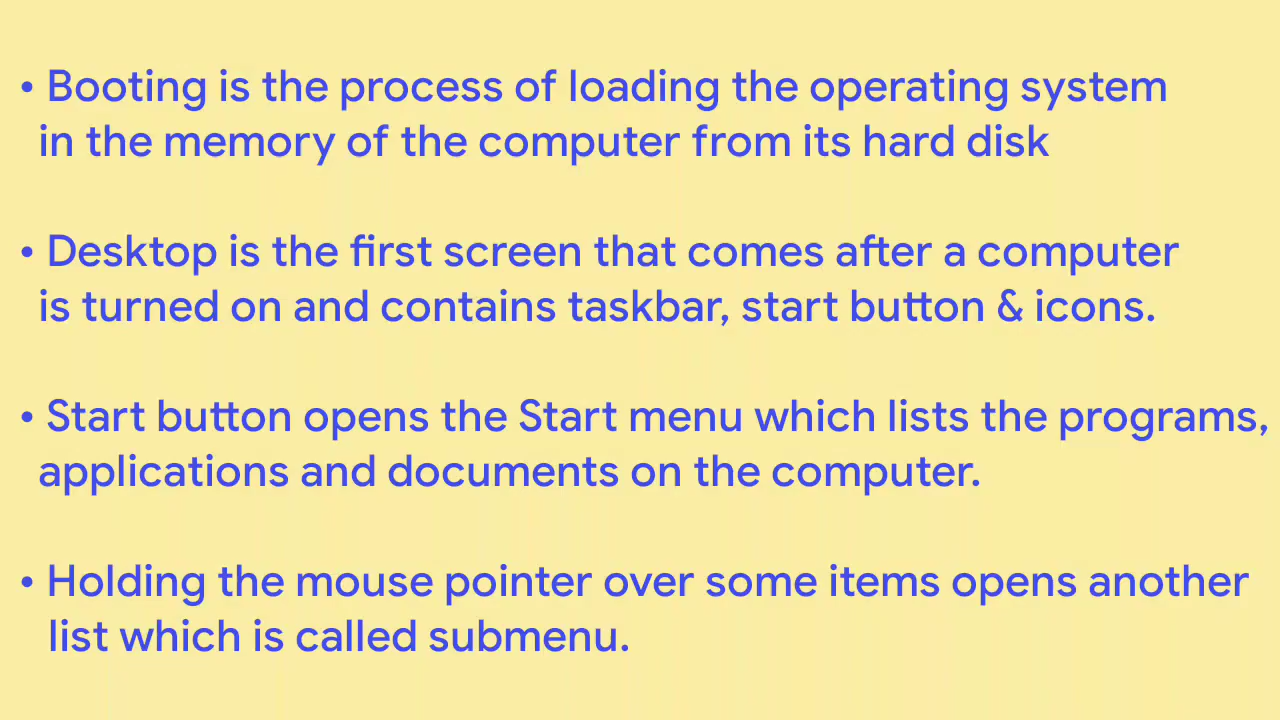 • Booting is the process of loading the operating system
in the memory of the computer from its hard disk
• Desktop is the first screen that comes after a computer
is turned on and contains taskbar, start button & icons.
• Start button opens the Start menu which lists the programs,
applications and documents on the computer.
• Holding the mouse pointer over some items opens another
list which is called submenu.